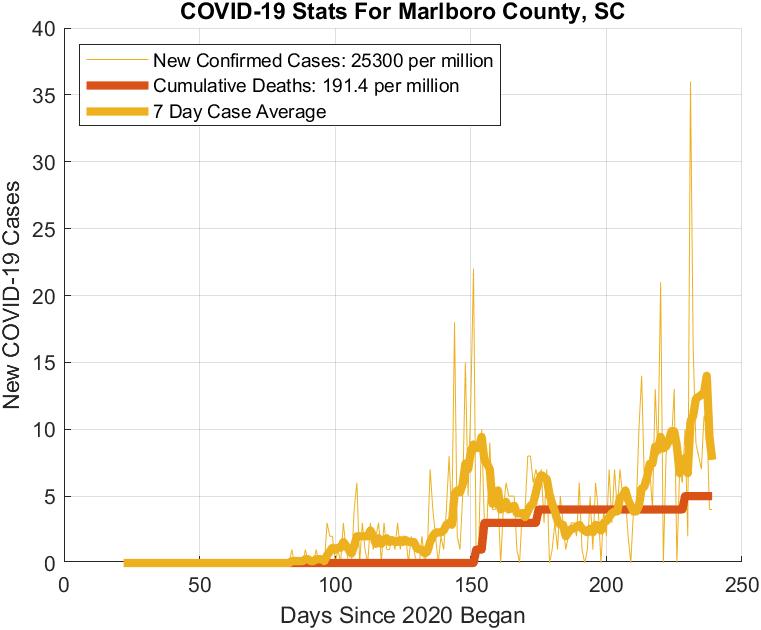 COVID-19 Stats For Marlboro County, SC
New Confirmed Cases: 25300 per million
Cumulative Deaths: 191.4 per million
7 Day Case Average
New COVID-19 Cases
40
35
30
25
20
15
10
5
0
0 50 100 150 200 250
Days Since 2020 Began